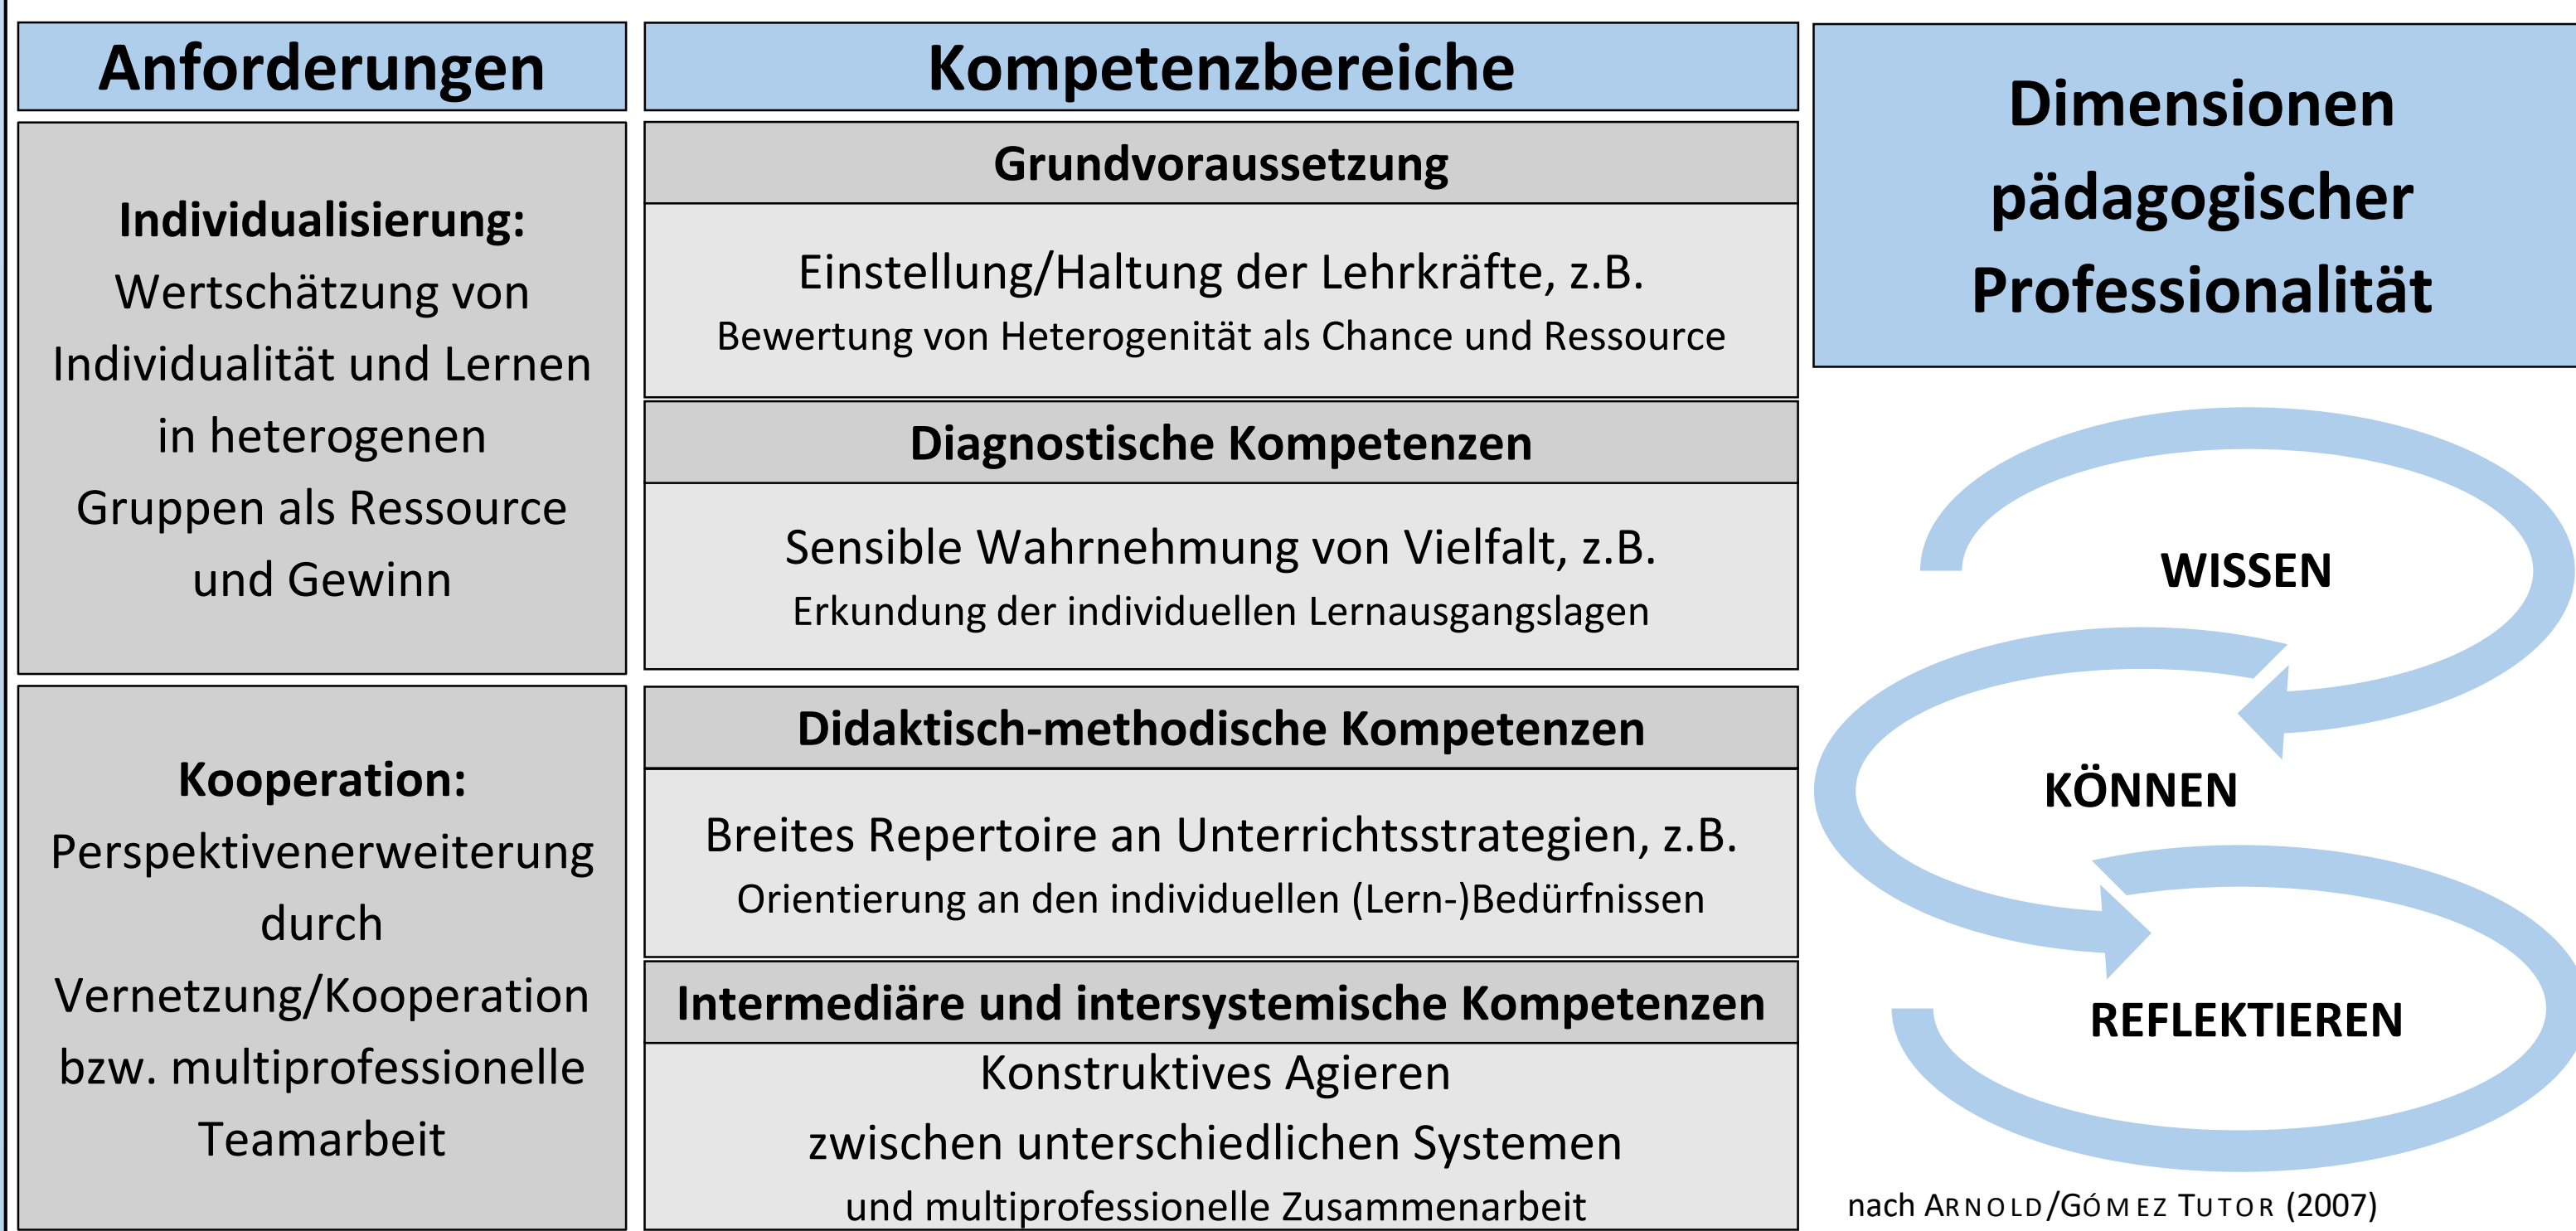 Anforderungen
Individualisierung:
Wertschätzung von
Individualität und Lernen
in heterogenen
Gruppen als Ressource
und Gewinn
Kooperation:
Perspektivenerweiterung
durch
Vernetzung/Kooperation
bzw. multiprofessionelle
Teamarbeit
Kompetenzbereiche
Grundvoraussetzung
Einstellung/Haltung der Lehrkräfte, z.B.
Bewertung von Heterogenität als Chance und Ressource
Diagnostische Kompetenzen
Sensible Wahrnehmung von Vielfalt, z.B.
Erkundung der individuellen Lernausgangslagen
Didaktisch-methodische Kompetenzen
Breites Repertoire an Unterrichtsstrategien, z.B.
Orientierung an den individuellen (Lern-)Bedürfnissen
Intermediäre und intersystemische Kompetenzen
Konstruktives Agieren
zwischen unterschiedlichen Systemen
und multiprofessionelle Zusammenarbeit
Dimensionen
pädagogischer
Professionalität
WISSEN
KÖNNEN
REFLEKTIEREN
nach ARNOLD/GÓMEZ TUTOR (2007)